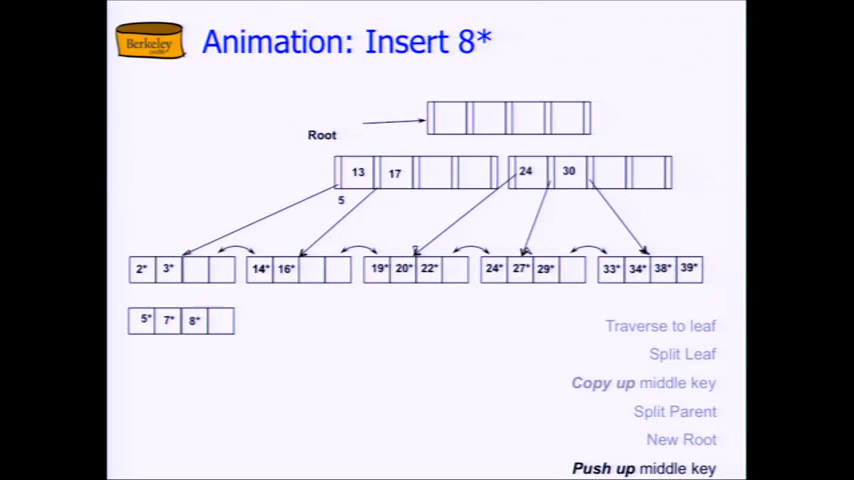 Berkeley
Animation: Insert 8*
Root
13 17 24 30
5
2* 3* 14* 16* 19* 20* 22* 24* 27* 29* 33* 34* 38* 39*
5* 7* 8*
Traverse to leaf
Split Leaf
Copy up middle key
Split Parent
New Root
Push up middle key